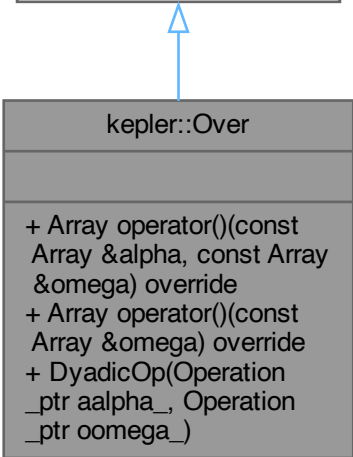 kepler::Over
+ Array operator()(const
Array &alpha, const Array
&omega) override
+ Array operator()(const
Array &omega) override
+ DyadicOp(Operation
_ptr aalpha_, Operation
_ptr oomega_)